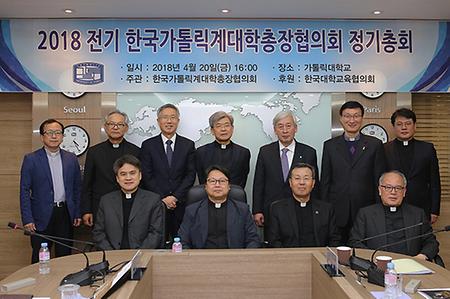 2018 전기 한국가톨릭계대학총장협의회 정기총회
• 일시 : 2018년 4월 20일(금) 16:00 • 장소 : 가톨릭대학교
• 주관 : 한국가톨릭계대학총장협의회 • 후원 : 한국대학교육협의회
Seoul
Paris